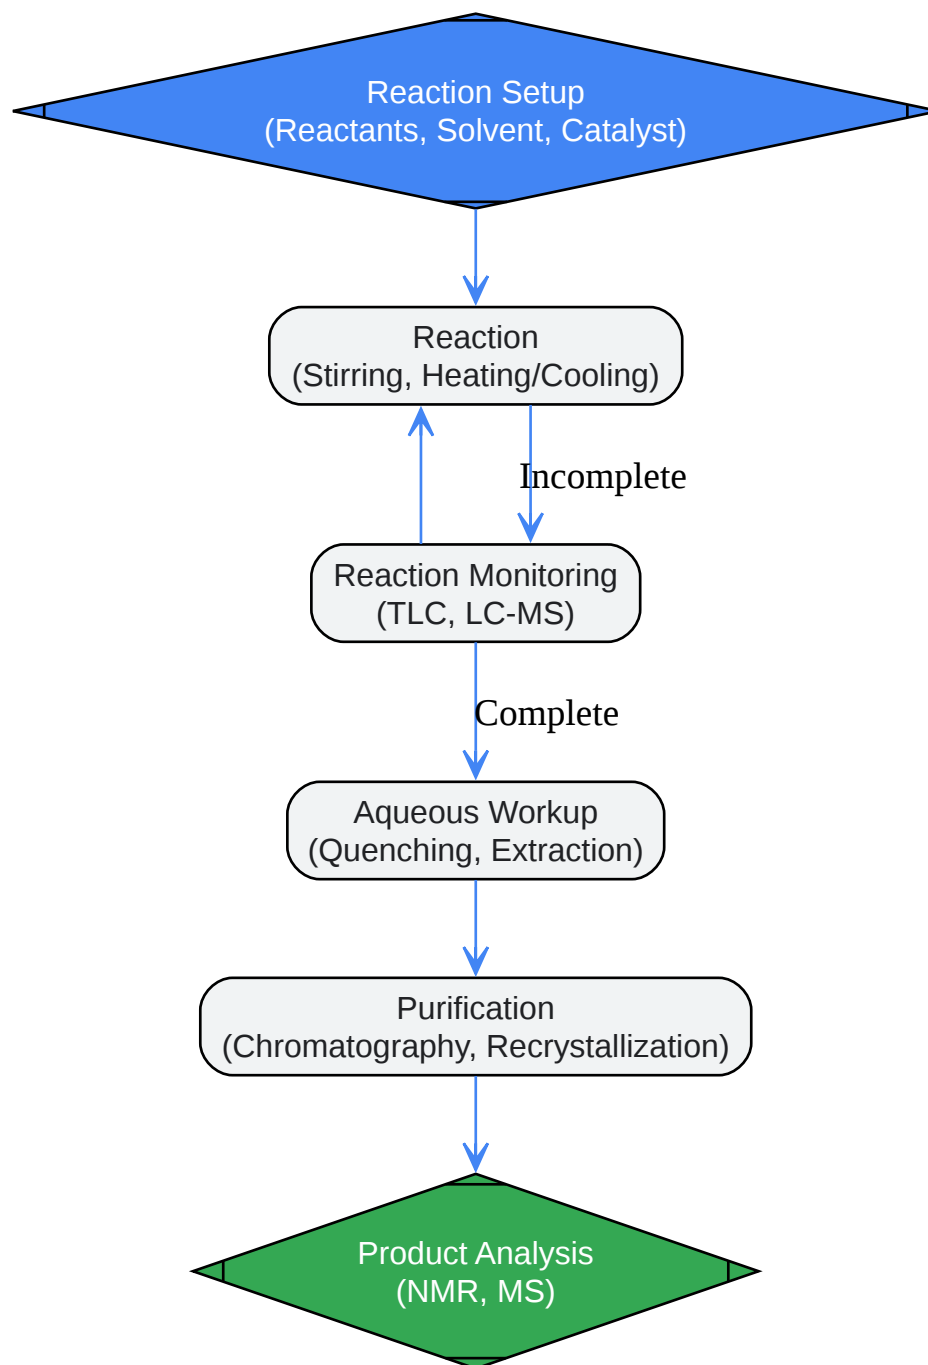 Reaction Setup
(Reactants, Solvent, Catalyst)
Reaction
(Stirring, Heating/Cooling)
Incomplete
Reaction Monitoring
(TLC, LC-MS)
Complete
Aqueous Workup
(Quenching, Extraction)
Purification
(Chromatography, Recrystallization)
Product Analysis
(NMR, MS)